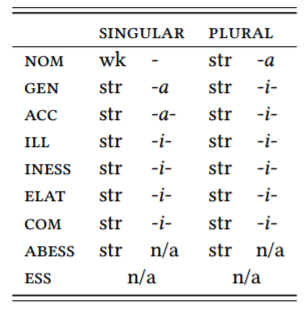 SINGULAR PLURAL
NOM wk - str -a
GEN str -a str -i-
ACC str -a- str -i-
ILL str -i- str -i-
INESS str -i- str -i-
ELAT str -i- str -i-
COM str -i- str -i-
ABESS str n/a str n/a
ESS n/a n/a